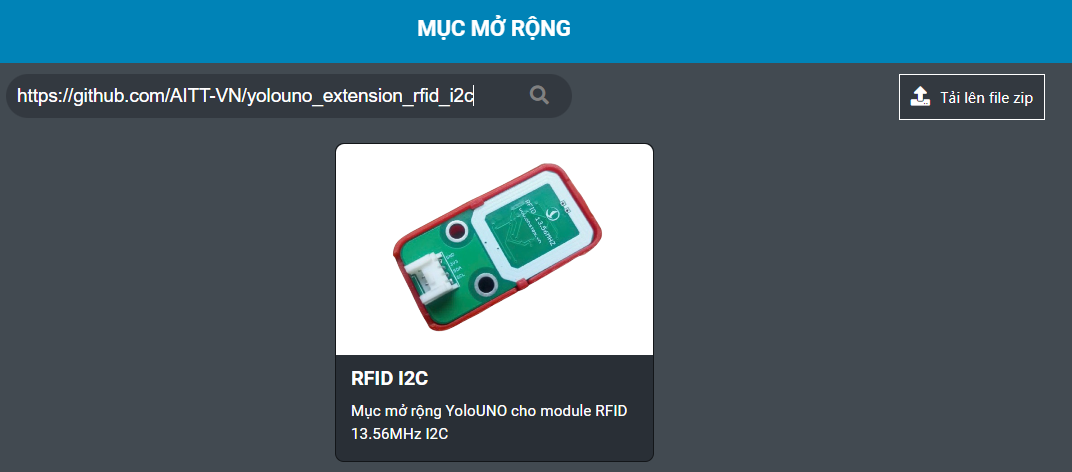 MỤC MỞ RỘNG
https://github.com/AITT-VN/yolouno_extension_rfid_i2c
Tải lên file zip
RFID 13.56MHZ
RFID I2C
Mục mở rộng YoloUNO cho module RFID
13.56MHz I2C